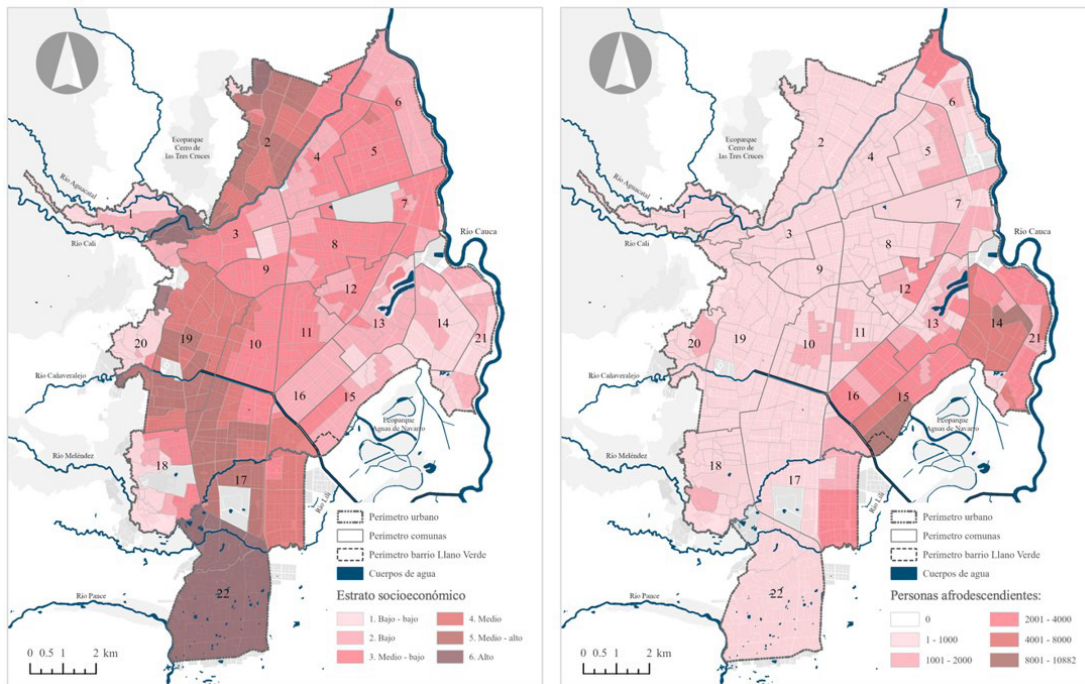 Ecoparque
Cerro de
las Tres Cruces
Río Aguacatal
Río Cali
Río Cañaveralejo
Río Meléndez
Río Pance
Río Cauca
Ecoparque
Aguas de Navarro
Río Lili
1
2
3
4
5
6
7
8
9
10
11
12
13
14
15
16
17
18
19
20
21
22
Perímetro urbano
Perímetro comunas
Perímetro barrio Llano Verde
Cuerpos de agua
Estrato socioeconómico
1. Bajo - bajo
2. Bajo
3. Medio - bajo
4. Medio
5. Medio - alto
6. Alto
0 0.5 1 2 km
Ecoparque
Cerro de
las Tres Cruces
Río Aguacatal
Río Cali
Río Cañaveralejo
Río Meléndez
Río Pance
Río Cauca
Ecoparque
Aguas de Navarro
Río Lili
1
2
3
4
5
6
7
8
9
10
11
12
13
14
15
16
17
18
19
20
21
22
Perímetro urbano
Perímetro comunas
Perímetro barrio Llano Verde
Cuerpos de agua
Personas afrodescendientes:
0
1 - 1000
1001 - 2000
2001 - 4000
4001 - 8000
8001 - 10882
0 0.5 1 2 km